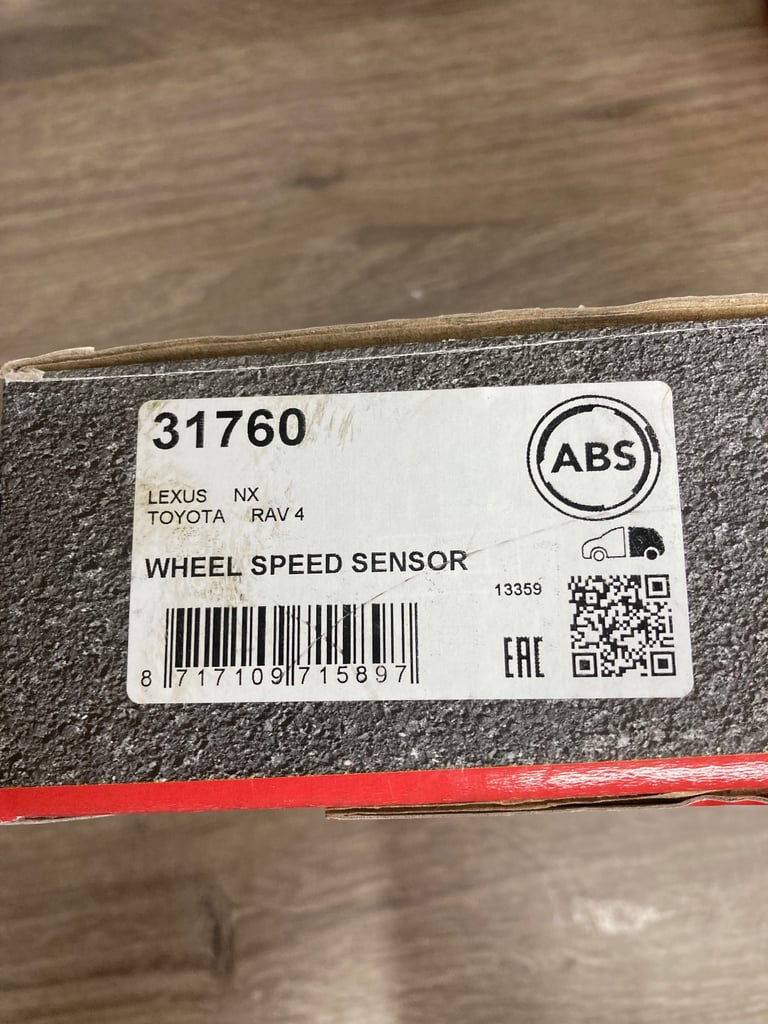 31760
ABS
LEXUS NX
TOYOTA RAV 4
WHEEL SPEED SENSOR
13359
EAC
8 717109 715897